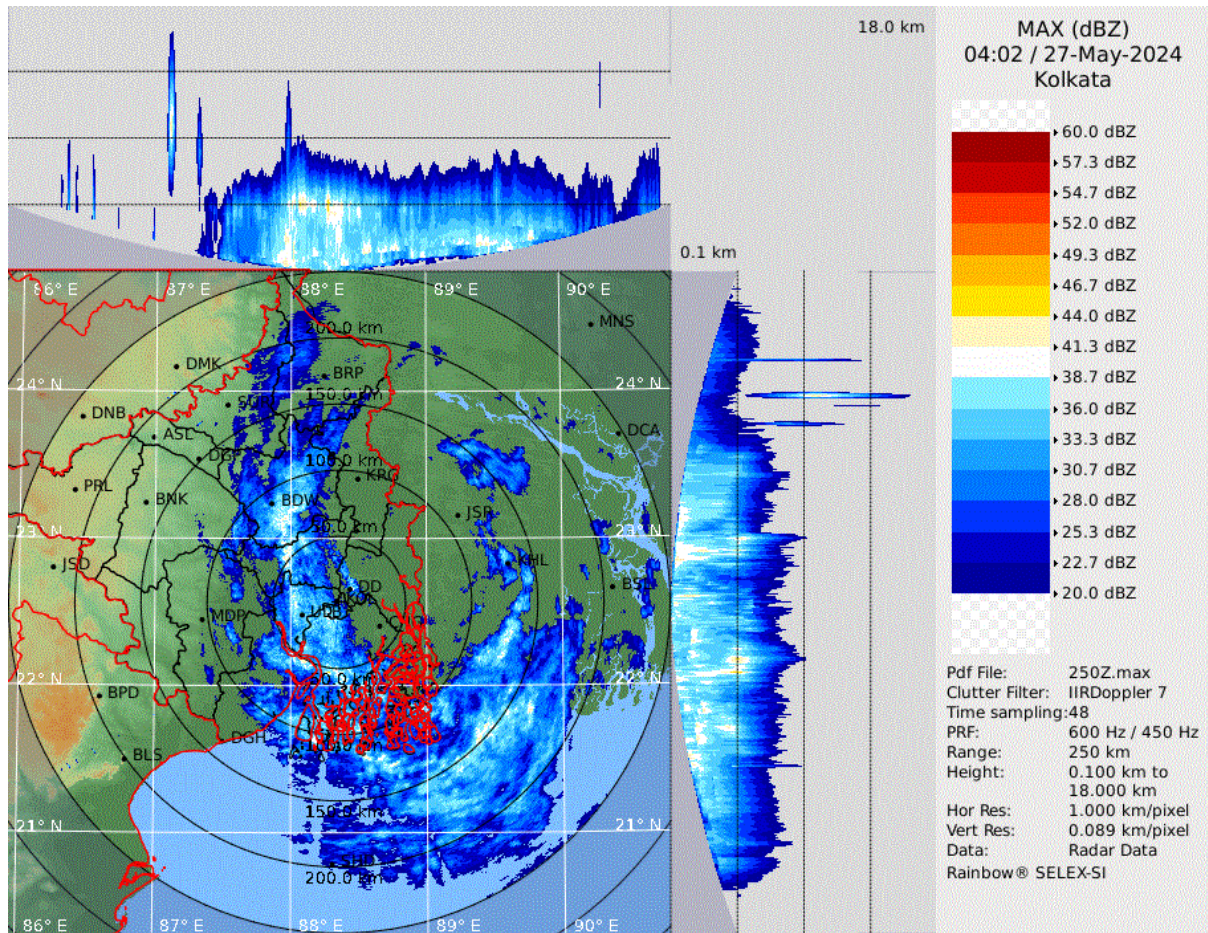 18.0 km
0.1 km
MAX (dBZ)
04:02 / 27-May-2024
Kolkata
60.0 dBZ
57.3 dBZ
54.7 dBZ
52.0 dBZ
49.3 dBZ
46.7 dBZ
44.0 dBZ
41.3 dBZ
38.7 dBZ
36.0 dBZ
33.3 dBZ
30.7 dBZ
28.0 dBZ
25.3 dBZ
22.7 dBZ
20.0 dBZ
Pdf File: 250Z.max
Clutter Filter: IIRDoppler 7
Time sampling:48
PRF: 600 Hz / 450 Hz
Range: 250 km
Height: 0.100 km to
18.000 km
Hor Res: 1.000 km/pixel
Vert Res: 0.089 km/pixel
Data: Radar Data
Rainbow® SELEX-SI
86° E 87° E 88° E 89° E 90° E
MNS
200.0 km
DMK
BRP
24° N 24° N
150.0 km
DNB
DCA
ASL
100.0 km
KRG
PRL
BNK
BDW
JSR
50.0 km
23° N 23° N
JSD
KHL
MDP
22° N 22° N
BPD
DGH
BLS
100.0 km
150.0 km
21° N 21° N
200.0 km
86° E 87° E 88° E 89° E 90° E